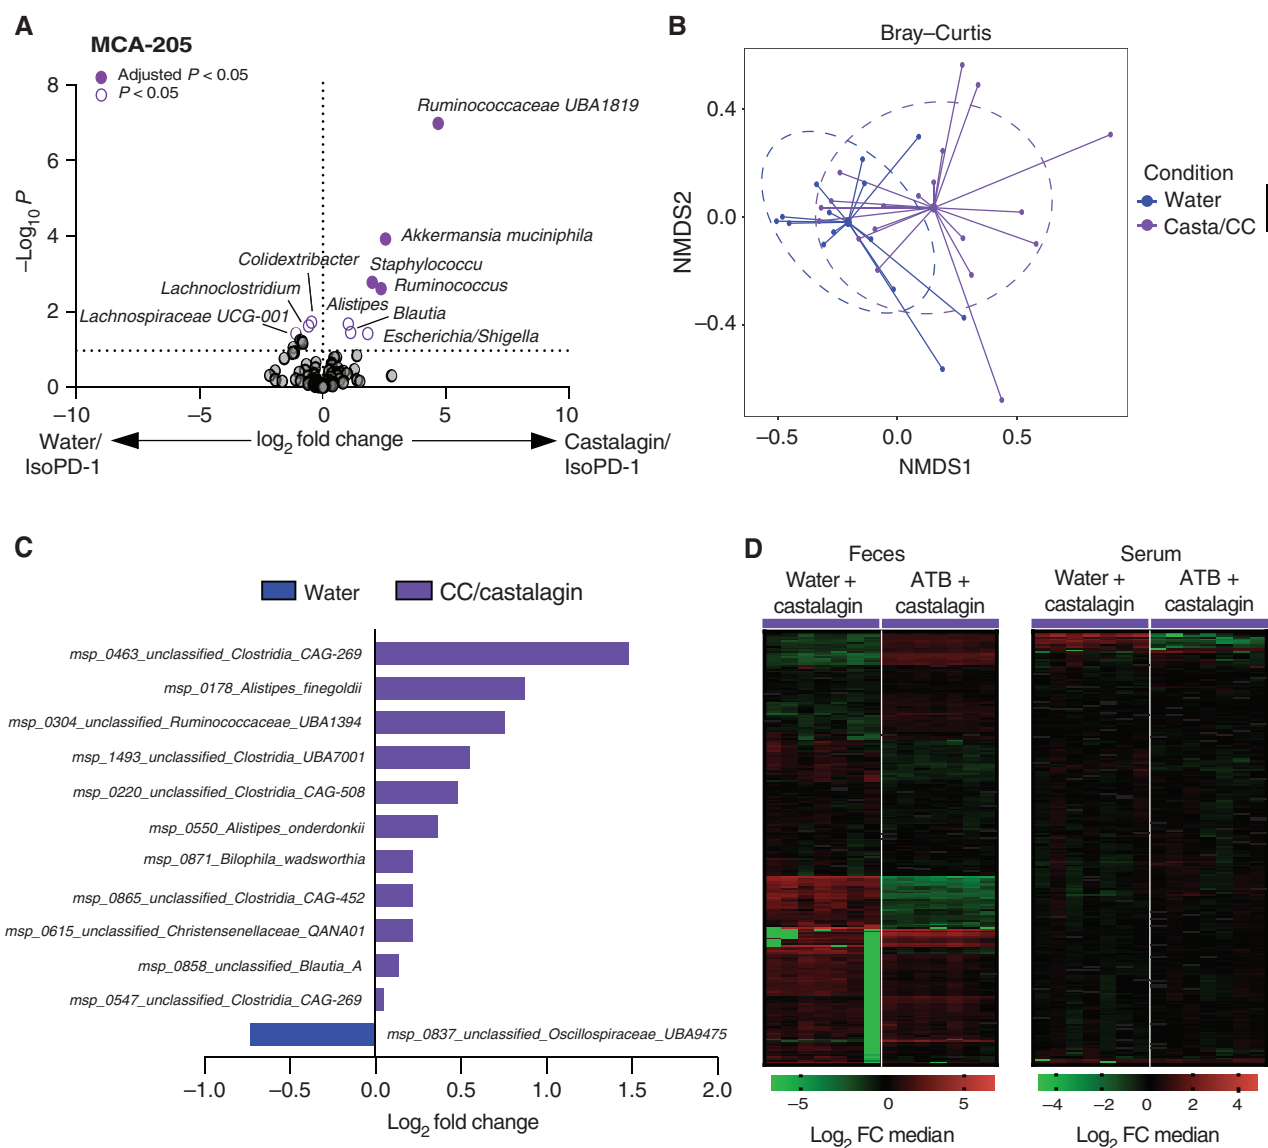 A
MCA-205
Adjusted P < 0.05
P < 0.05
8
6
4
2
0
–Log10 P
Ruminococcaceae UBA1819
Akkermansia muciniphila
Colidextribacter
Staphylococcu
Lachnoclostridium
Ruminococcus
Alistipes
Lachnospiraceae UCG-001
Blautia
Escherichia/Shigella
–10
–5
0
5
10
Water/
IsoPD-1
log2 fold change
Castalagin/
IsoPD-1
B
Bray–Curtis
0.4
0.0
–0.4
NMDS2
–0.5
0.0
0.5
NMDS1
Condition
Water
Casta/CC
C
Water
CC/castalagin
msp_0463_unclassified_Clostridia_CAG-269
msp_0178_Alistipes_finegoldii
msp_0304_unclassified_Ruminococcaceae_UBA1394
msp_1493_unclassified_Clostridia_UBA7001
msp_0220_unclassified_Clostridia_CAG-508
msp_0550_Alistipes_onderdonkii
msp_0871_Bilophila_wadsworthia
msp_0865_unclassified_Clostridia_CAG-452
msp_0615_unclassified_Christensenellaceae_QANA01
msp_0858_unclassified_Blautia_A
msp_0547_unclassified_Clostridia_CAG-269
msp_0837_unclassified_Oscillospiraceae_UBA9475
–1.0
–0.5
0.0
0.5
1.0
1.5
2.0
Log2 fold change
D
Feces
Water +
castalagin
ATB +
castalagin
Serum
Water +
castalagin
ATB +
castalagin
–5
0
5
Log2 FC median
–4
–2
0
2
4
Log2 FC median